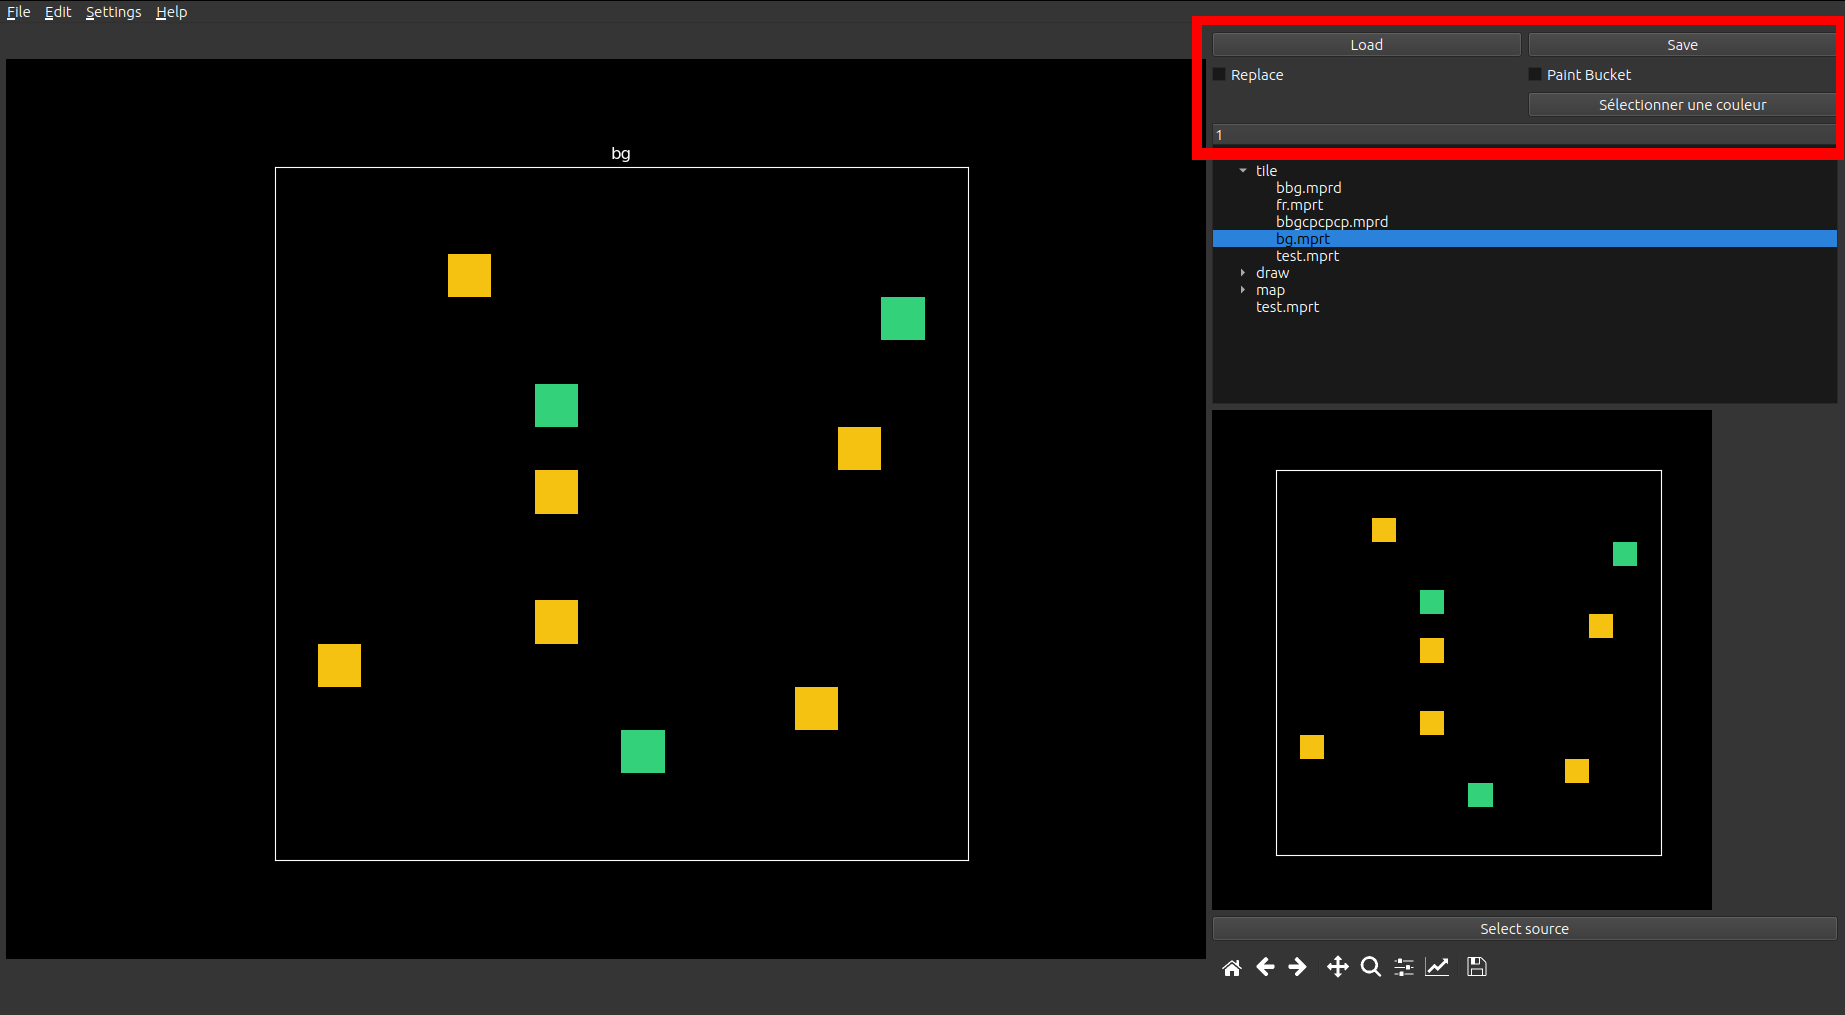 File Edit Settings Help
Load Save
Replace Paint Bucket
Sélectionner une couleur
1
bg
tile
bbg.mprd
fr.mprt
bbgcpcpcp.mprd
bg.mprt
test.mprt
draw
map
test.mprt
Select source